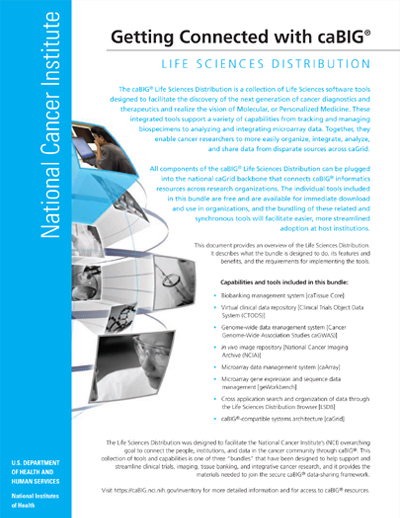 National Cancer Institute
Getting Connected with caBIG®
LIFE SCIENCES DISTRIBUTION
The caBIG® Life Sciences Distribution is a collection of Life Sciences software tools
designed to facilitate the discovery of the next generation of cancer diagnostics and
therapeutics and realize the vision of Molecular, or Personalized Medicine. These
integrated tools support a variety of capabilities from tracking and managing
biospecimens to analyzing and integrating microarray data. Together, they
enable cancer researchers to more easily organize, integrate, analyze,
and share data from disparate sources across caGrid.
All components of the caBIG® Life Sciences Distribution can be plugged
into the national caGrid backbone that connects caBIG® informatics
resources across research organizations. The individual tools included
in this bundle are free and are available for immediate download
and use in organizations, and the bundling of these related and
synchronous tools will facilitate easier, more streamlined
adoption at host institutions.
This document provides an overview of the Life Sciences Distribution.
It describes what the bundle is designed to do, its features and
benefits, and the requirements for implementing the tools.
Capabilities and tools included in this bundle:
• Biobanking management system [caTissue Core]
• Virtual clinical data repository [Clinical Trials Object Data
System (CTODS)]
• Genome-wide data management system [Cancer
Genome-Wide Association Studies caGWAS)]
• In vivo image repository [National Cancer Imaging
Archive (NCIA)]
• Microarray data management system [caArray]
• Microarray gene expression and sequence data
management [geWorkbench]
• Cross application search and organization of data through
the Life Sciences Distribution Browser [LSDB]
• caBIG®-compatible systems architecture [caGrid]
The Life Sciences Distribution was designed to facilitate the National Cancer Institute's (NCI) overarching
goal to connect the people, institutions, and data in the cancer community through caBIG®. This
collection of tools and capabilities is one of three "bundles" that have been designed to help support and
streamline clinical trials, imaging, tissue banking, and integrative cancer research, and it provides the
materials needed to join the secure caBIG® data-sharing framework.
Visit https://caBIG.nci.nih.gov/inventory for more detailed information and for access to caBIG® resources.
U.S. DEPARTMENT
OF HEALTH AND
HUMAN SERVICES
National Institutes
of Health